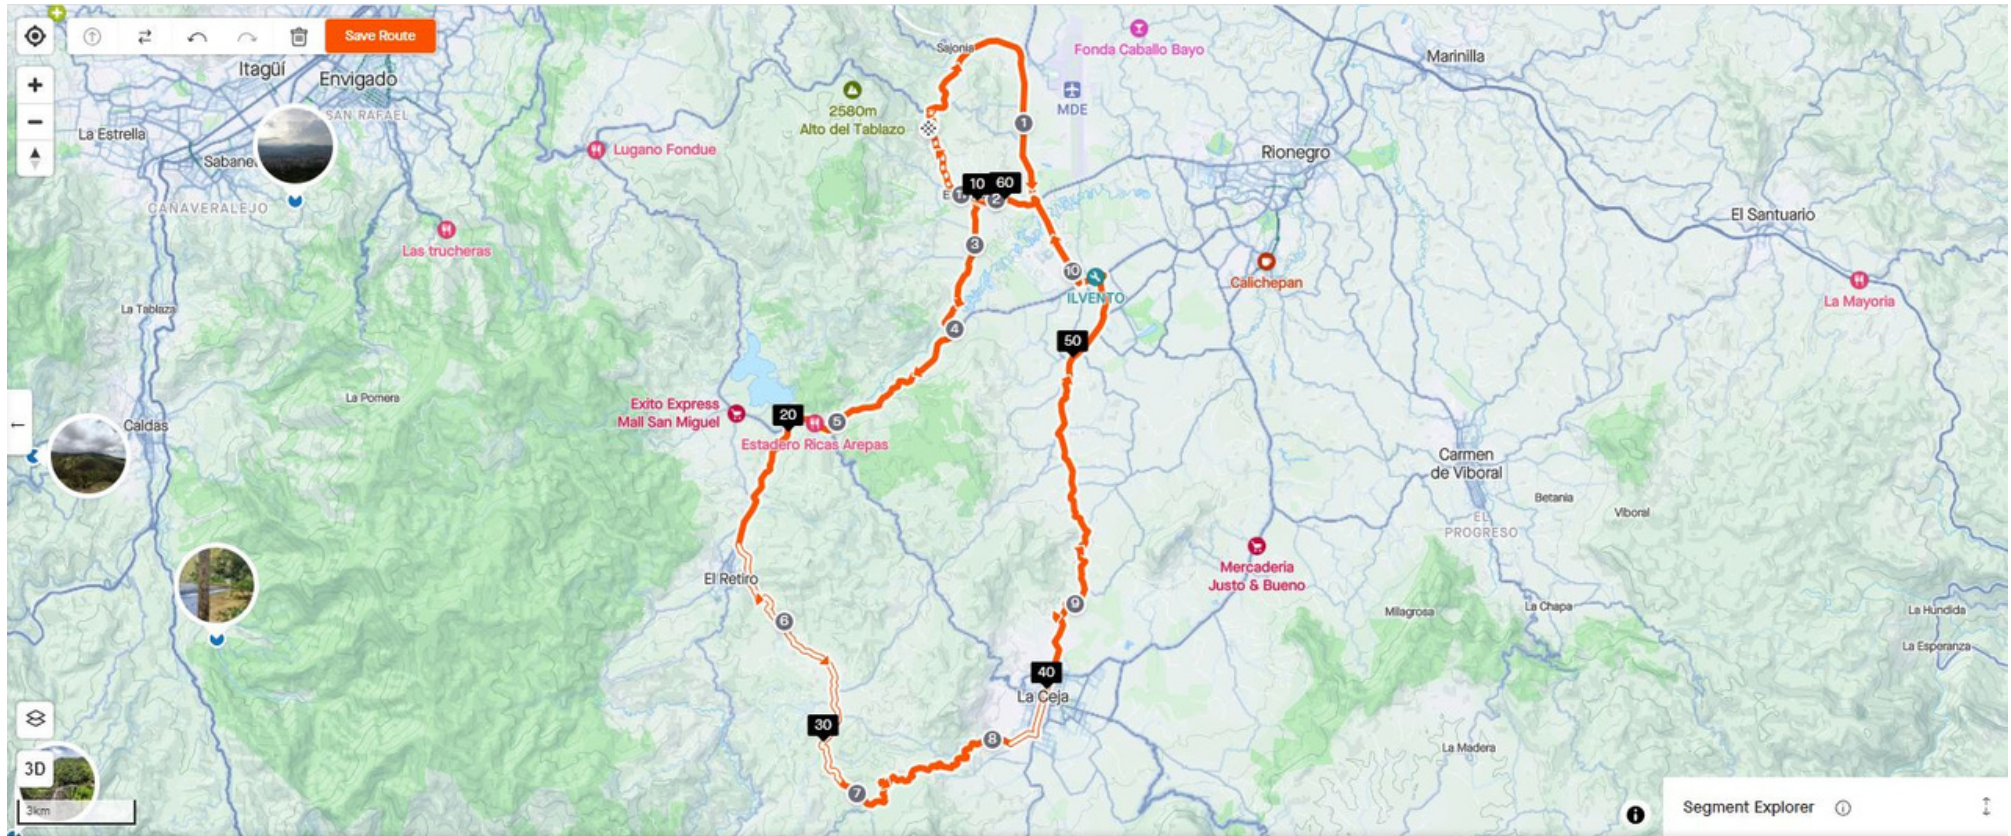 Save Route
Sajonia
Fonda Caballo Bayo
Marinilla
Itagüí
Envigado
SAN RAFAEL
2580m
Alto del Tablazo
MDE
1
La Estrella
Lugano Fondue
Rionegro
10
60
2
CAÑAVERALEJO
El Santuario
Las trucheras
3
10
Calichepan
La Mayoria
ILVENTO
La Tablaza
4
50
La Pomera
Exito Express
Mall San Miguel
20
5
Estadero Ricas Arepas
Caldas
Carmen
de Viboral
Betania
Viboral
EL
PROGRESO
Mercaderia
Justo & Bueno
El Retiro
6
9
Milagrosa
La Chapa
La Hundida
La Esperanza
40
La Ceja
30
8
La Madera
3D
7
3km
Segment Explorer